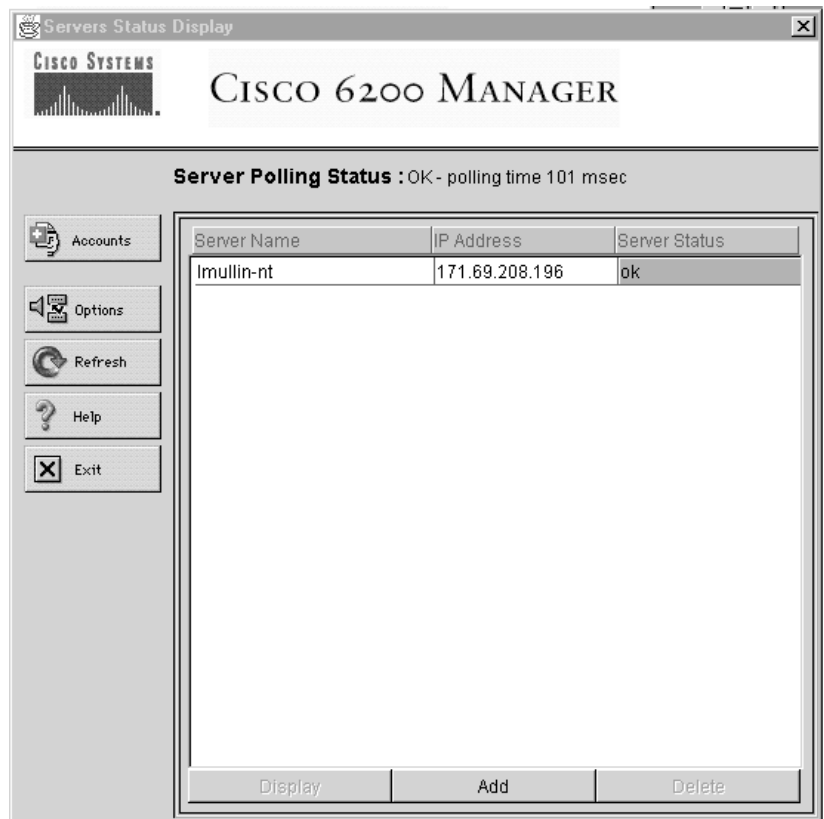 Servers Status Display
CISCO SYSTEMS
CISCO 6200 MANAGER
Server Polling Status : OK - polling time 101 msec
Accounts
Options
Refresh
Help
Exit
Server Name IP Address Server Status
lmullin-nt 171.69.208.196 ok
Display Add Delete